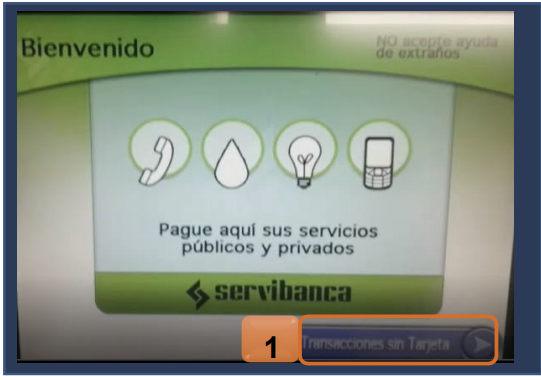 Bienvenido
NO acepte ayuda
de extraños
Pague aquí sus servicios
públicos y privados
servibanca
1
Transacciones sin Tarjeta